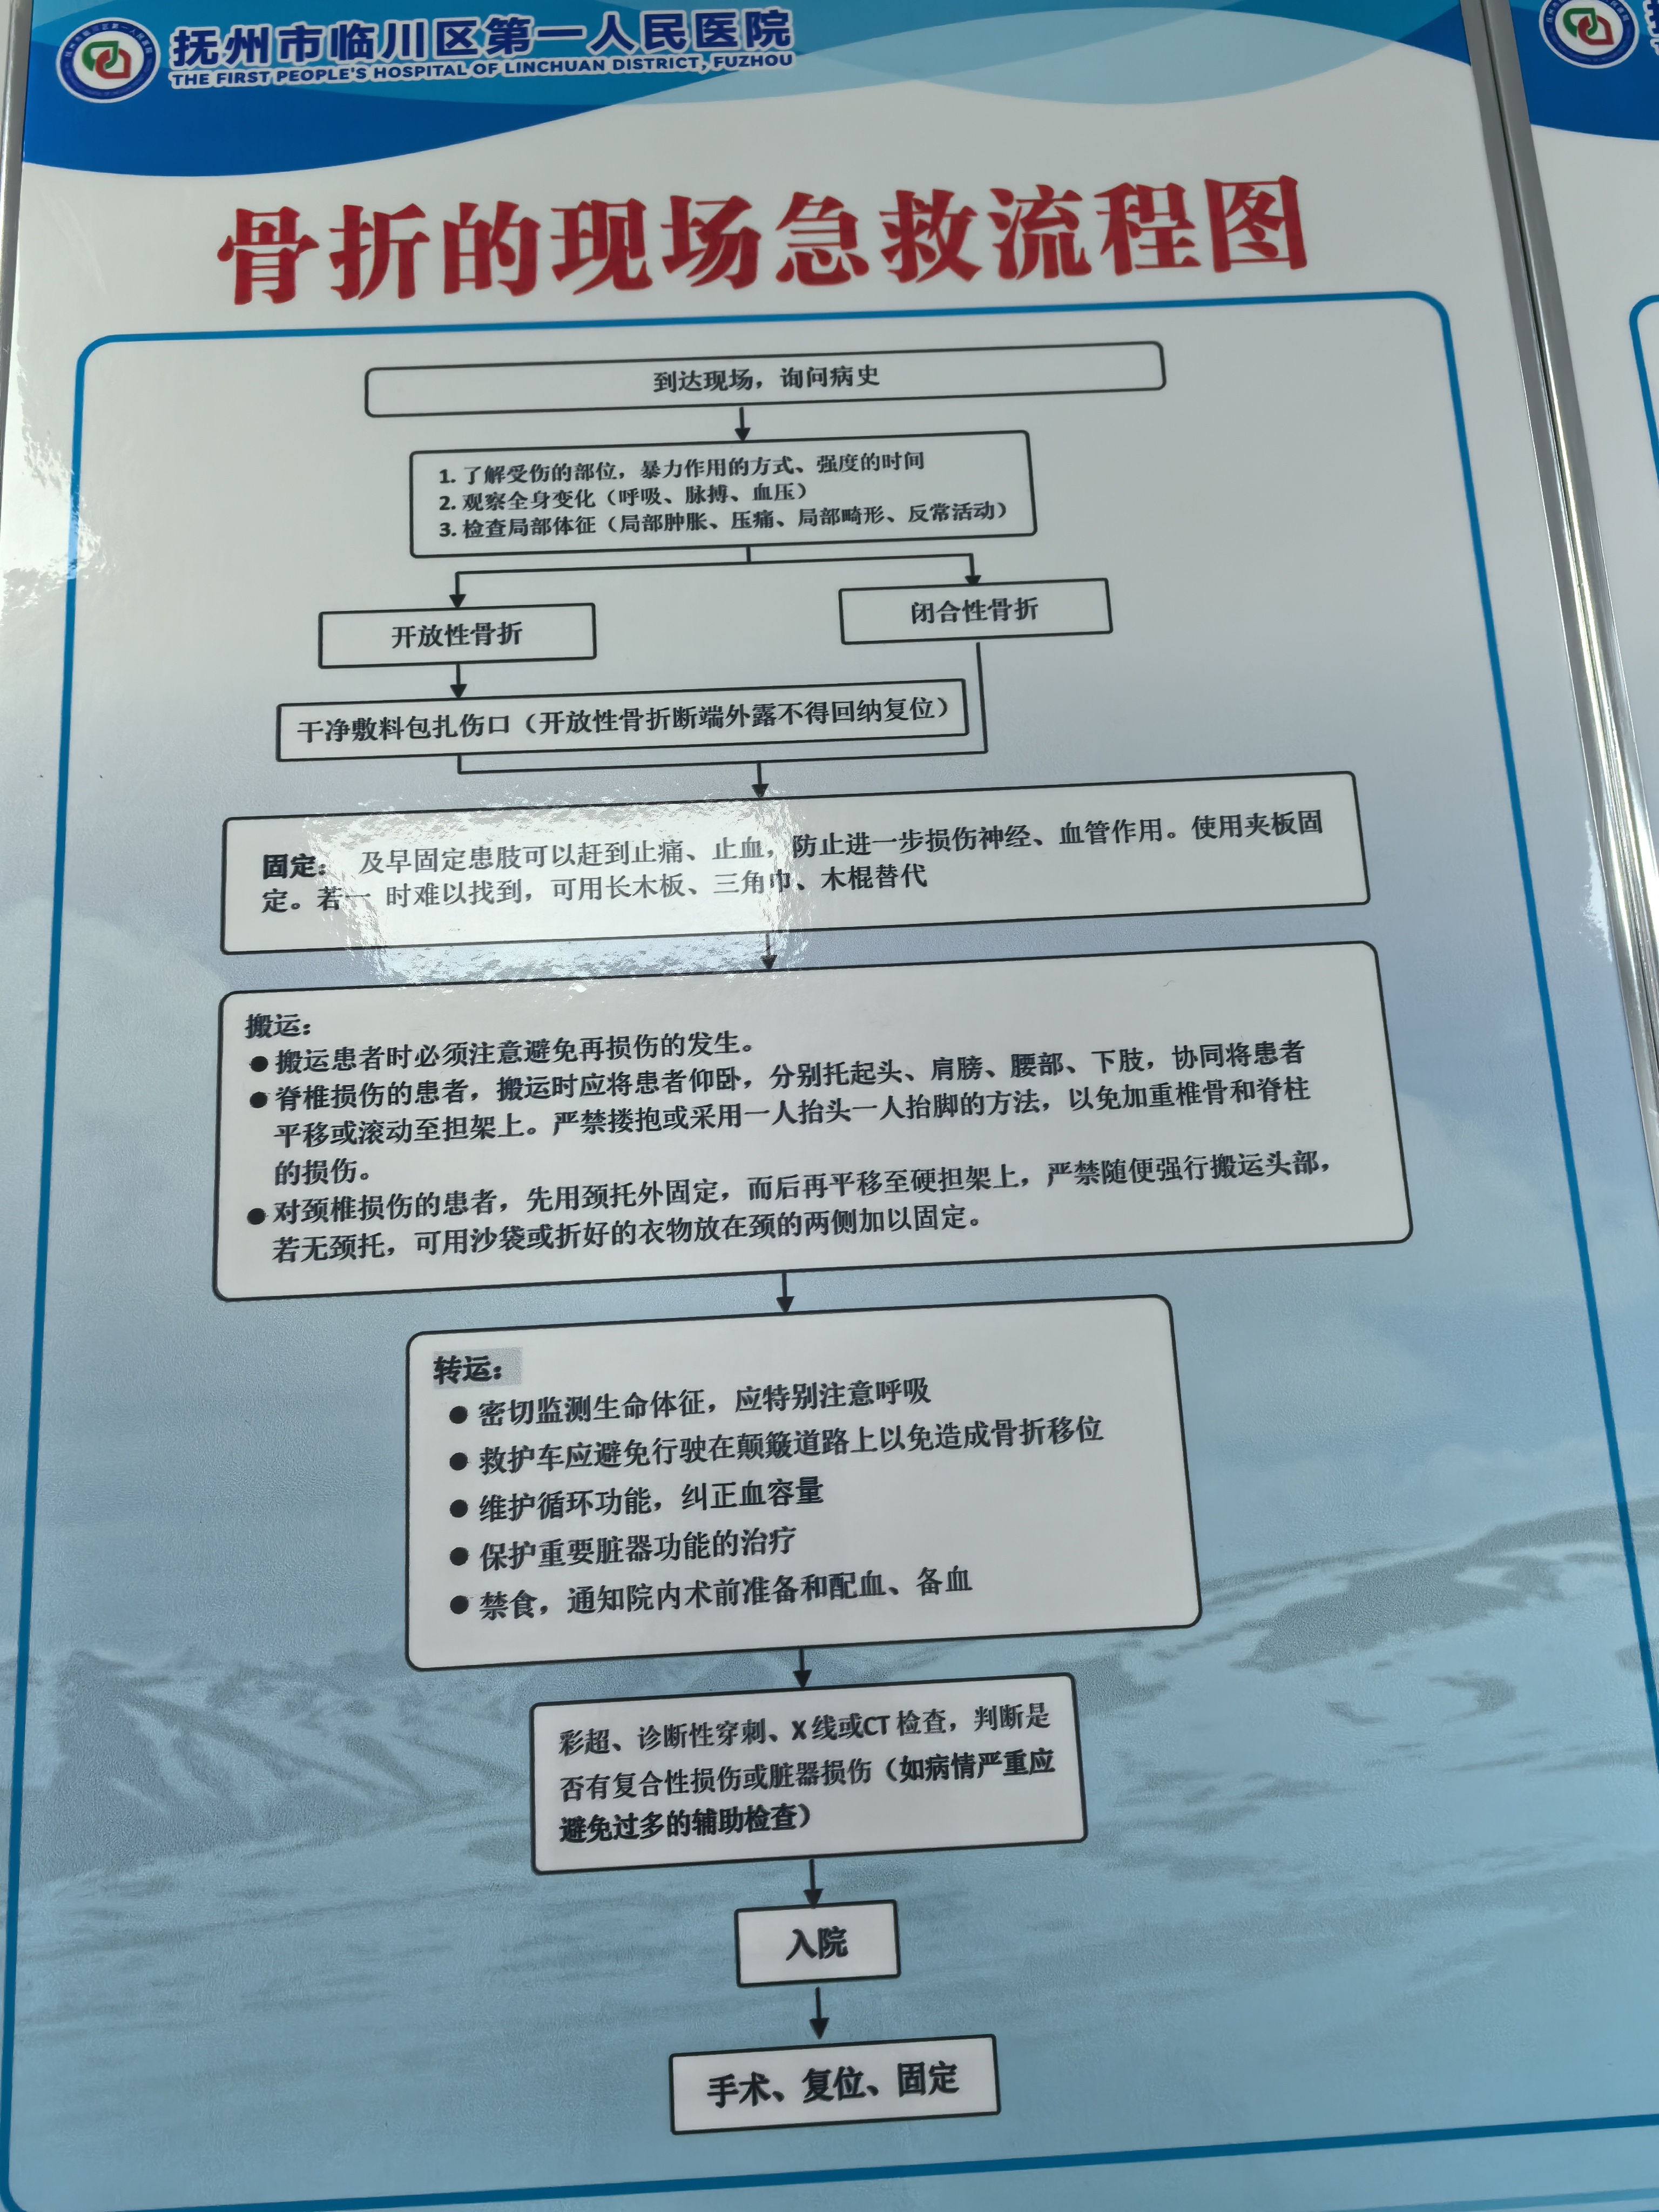 抚州市临川区第一人民医院
THE FIRST PEOPLE'S HOSPITAL OF LINCHUAN DISTRICT, FUZHOU
骨折的现场急救流程图
到达现场，询问病史
1. 了解受伤的部位，暴力作用的方式、强度的时间
2. 观察全身变化（呼吸、脉搏、血压）
3. 检查局部体征（局部肿胀、压痛、局部畸形、反常活动）
开放性骨折
闭合性骨折
干净敷料包扎伤口（开放性骨折断端外露不得回纳复位）
固定： 及早固定患肢可以赶到止痛、止血，防止进一步损伤神经、血管作用。使用夹板固
定。若一 时难以找到，可用长木板、三角巾、木棍替代
搬运：
●搬运患者时必须注意避免再损伤的发生。
●脊椎损伤的患者，搬运时应将患者仰卧，分别托起头、肩膀、腰部、下肢，协同将患者
平移或滚动至担架上。严禁搂抱或采用一人抬头一人抬脚的方法，以免加重椎骨和脊柱
的损伤。
●对颈椎损伤的患者，先用颈托外固定，而后再平移至硬担架上，严禁随便强行搬运头部，
若无颈托，可用沙袋或折好的衣物放在颈的两侧加以固定。
转运：
● 密切监测生命体征，应特别注意呼吸
● 救护车应避免行驶在颠簸道路上以免造成骨折移位
● 维护循环功能，纠正血容量
● 保护重要脏器功能的治疗
● 禁食，通知院内术前准备和配血、备血
彩超、诊断性穿刺、X 线或CT 检查，判断是
否有复合性损伤或脏器损伤（如病情严重应
避免过多的辅助检查）
入院
手术、复位、固定